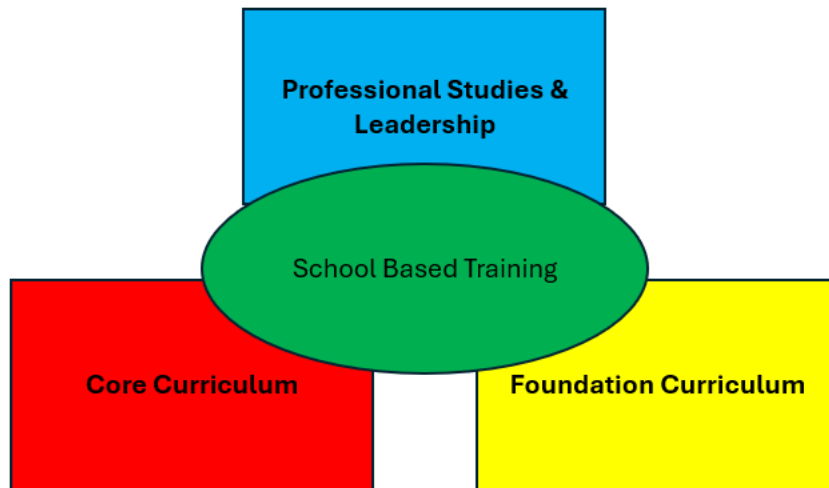 Professional Studies &
Leadership
School Based Training
Core Curriculum
Foundation Curriculum